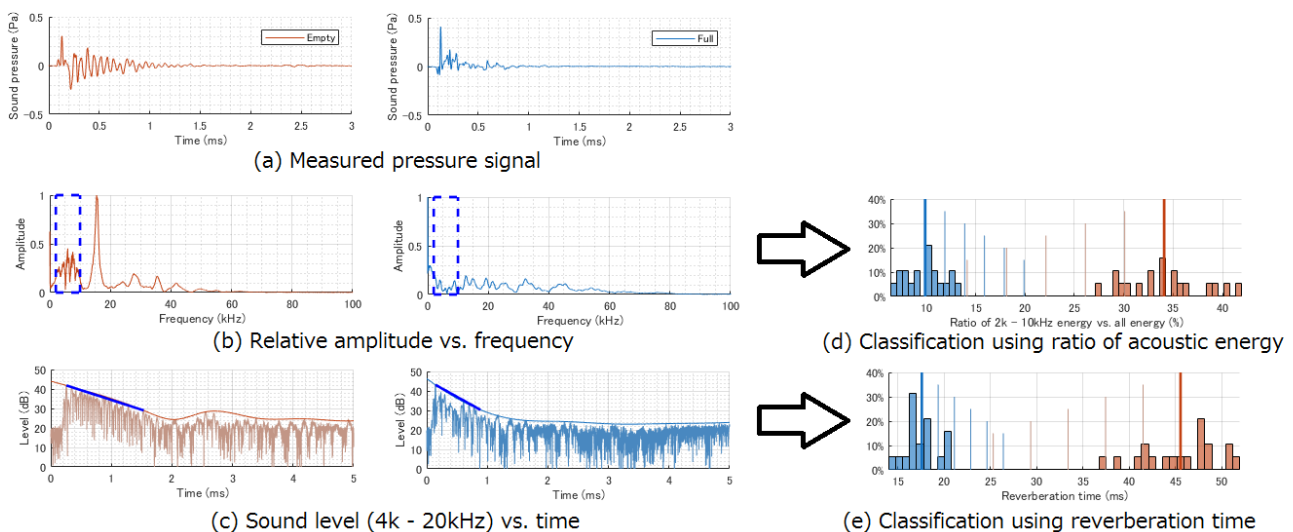 0.5
0
−0.5
Sound pressure (Pa)
Empty
0 0.5 1 1.5 2 2.5 3
Time (ms)
0.5
0
−0.5
Sound pressure (Pa)
Full
0 0.5 1 1.5 2 2.5 3
Time (ms)
(a) Measured pressure signal
1
0.5
0
Amplitude
0 20 40 60 80 100
Frequency (kHz)
1
0.5
0
Amplitude
0 20 40 60 80 100
Frequency (kHz)
(b) Relative amplitude vs. frequency
40%
30%
20%
10%
0%
10 15 20 25 30 35 40
Ratio of 2k - 10kHz energy vs. all energy (%)
(d) Classification using ratio of acoustic energy
50
40
30
20
10
0
Level (dB)
0 1 2 3 4 5
Time (ms)
50
40
30
20
10
0
Level (dB)
0 1 2 3 4 5
Time (ms)
(c) Sound level (4k - 20kHz) vs. time
40%
30%
20%
10%
0%
15 20 25 30 35 40 45 50
Reverberation time (ms)
(e) Classification using reverberation time